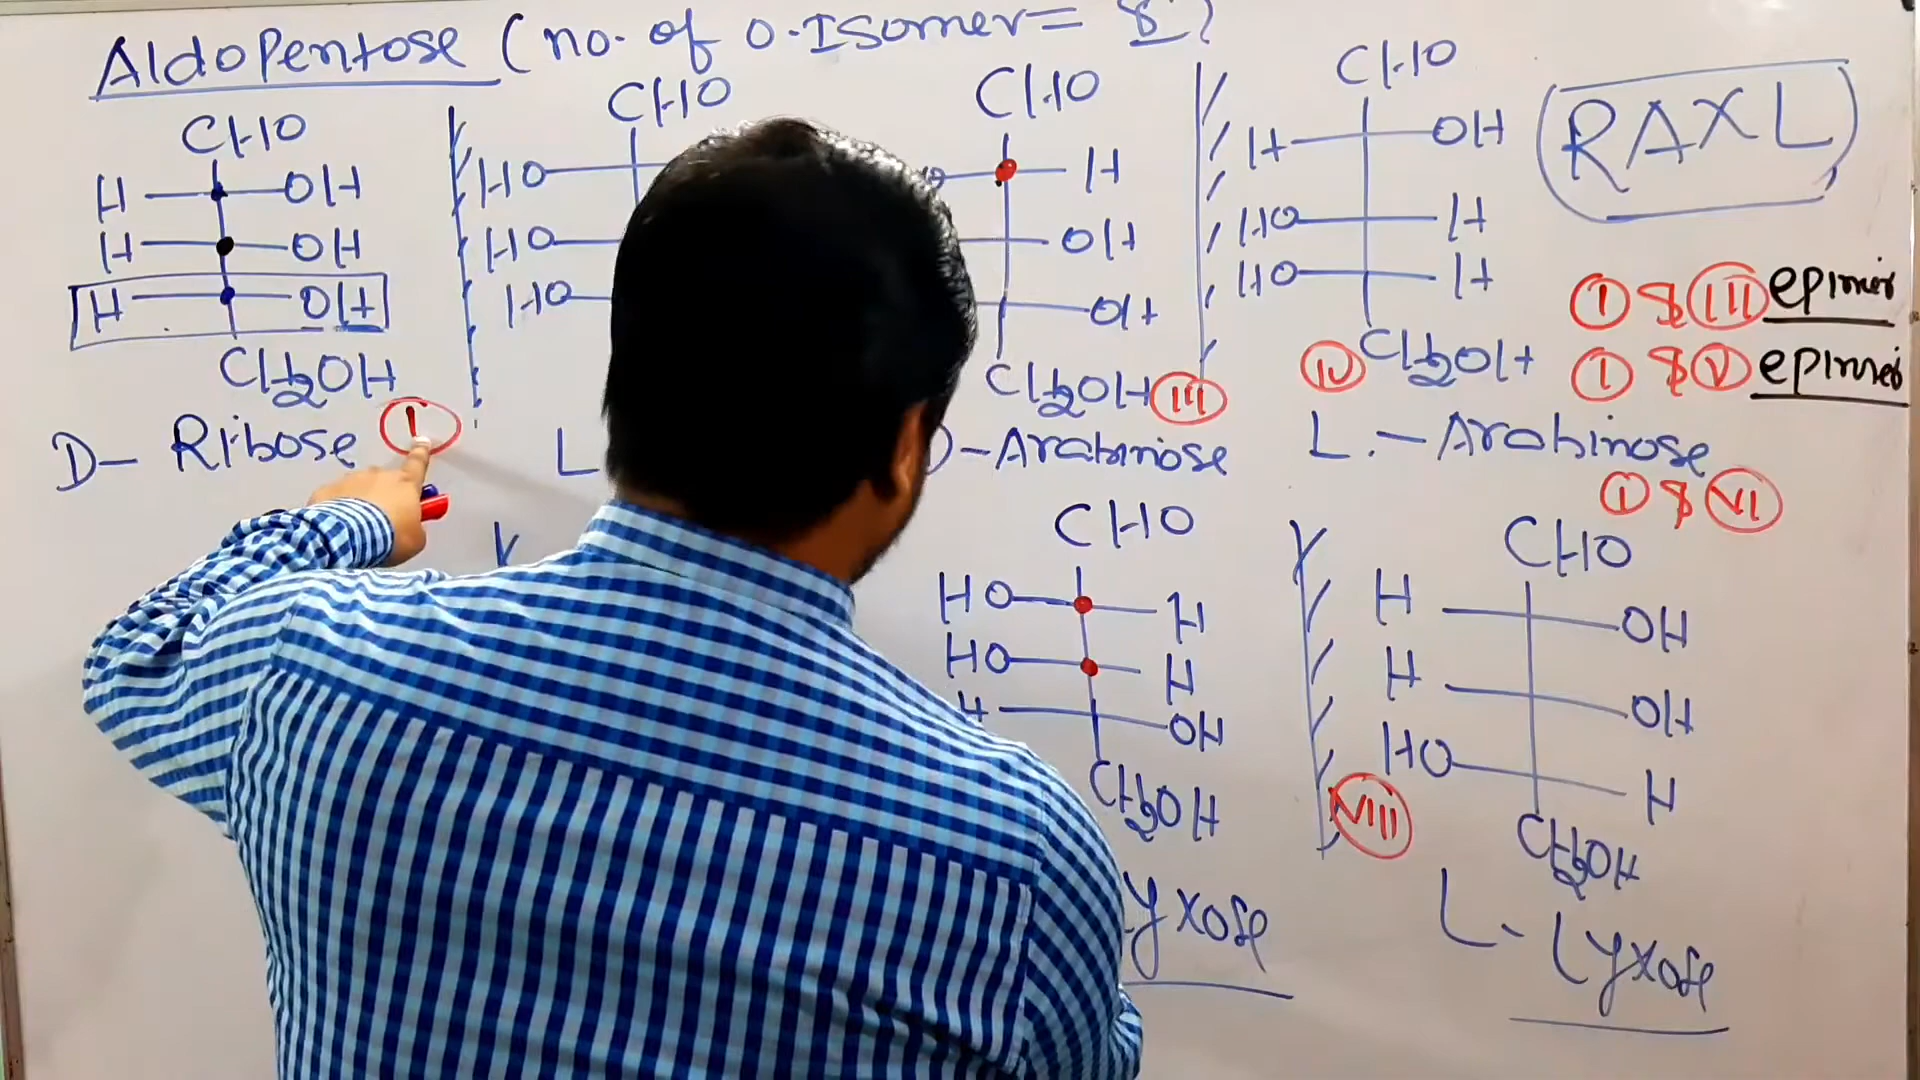 AldoPentose (no. of O.Isomer= 8)
CHO
H OH
H OH
H OH
CH2OH
D- Ribose I
CHO
HO
HO
HO
L
CHO
H
OH
OH
CH2OH III
D-Arabinose
CHO
H OH
HO H
HO H
IV CH2OH
L.- Arabinose
RAXL
I & III epimer
I & V epimer
I & VI
CHO
HO H
HO H
H OH
CH2OH
yxose
CHO
H OH
H OH
HO H
VIII CH2OH
L- Lyxose